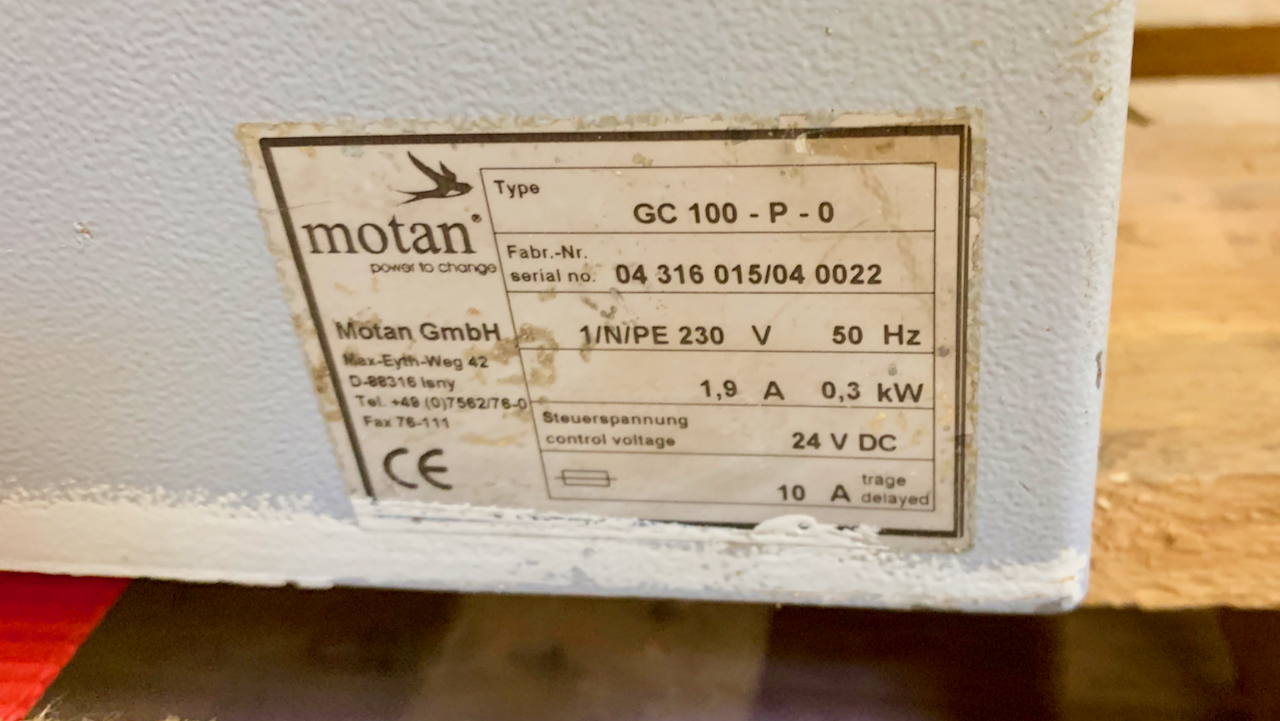 motan®
power to change
Motan GmbH
Max-Eyth-Weg 42
D-88316 Isny
Tel. +49 (0)7562/76-0
Fax 76-111
CE
Type
GC 100 - P - 0
Fabr.-Nr.
serial no. 04 316 015/04 0022
1/N/PE 230 V 50 Hz
1,9 A 0,3 kW
Steuerspannung
control voltage 24 V DC
10 A trage
delayed